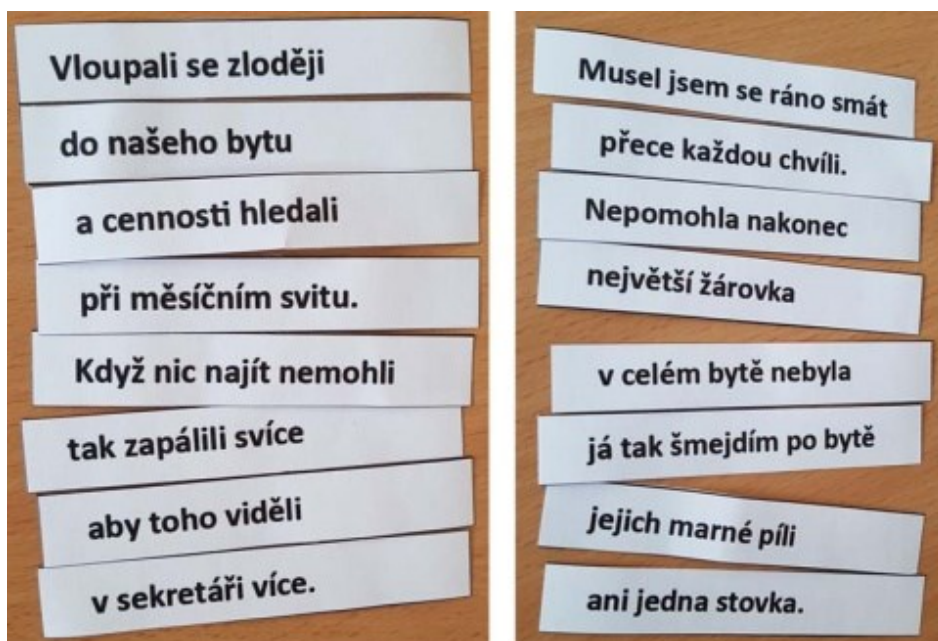 Vloupali se zloději
do našeho bytu
a cennosti hledali
při měsíčním svitu.
Když nic najít nemohli
tak zapálili svíce
aby toho viděli
v sekretáři více.
Musel jsem se ráno smát
přece každou chvíli.
Nepomohla nakonec
největší žárovka
v celém bytě nebyla
já tak šmejdím po bytě
jejich marné píli
ani jedna stovka.